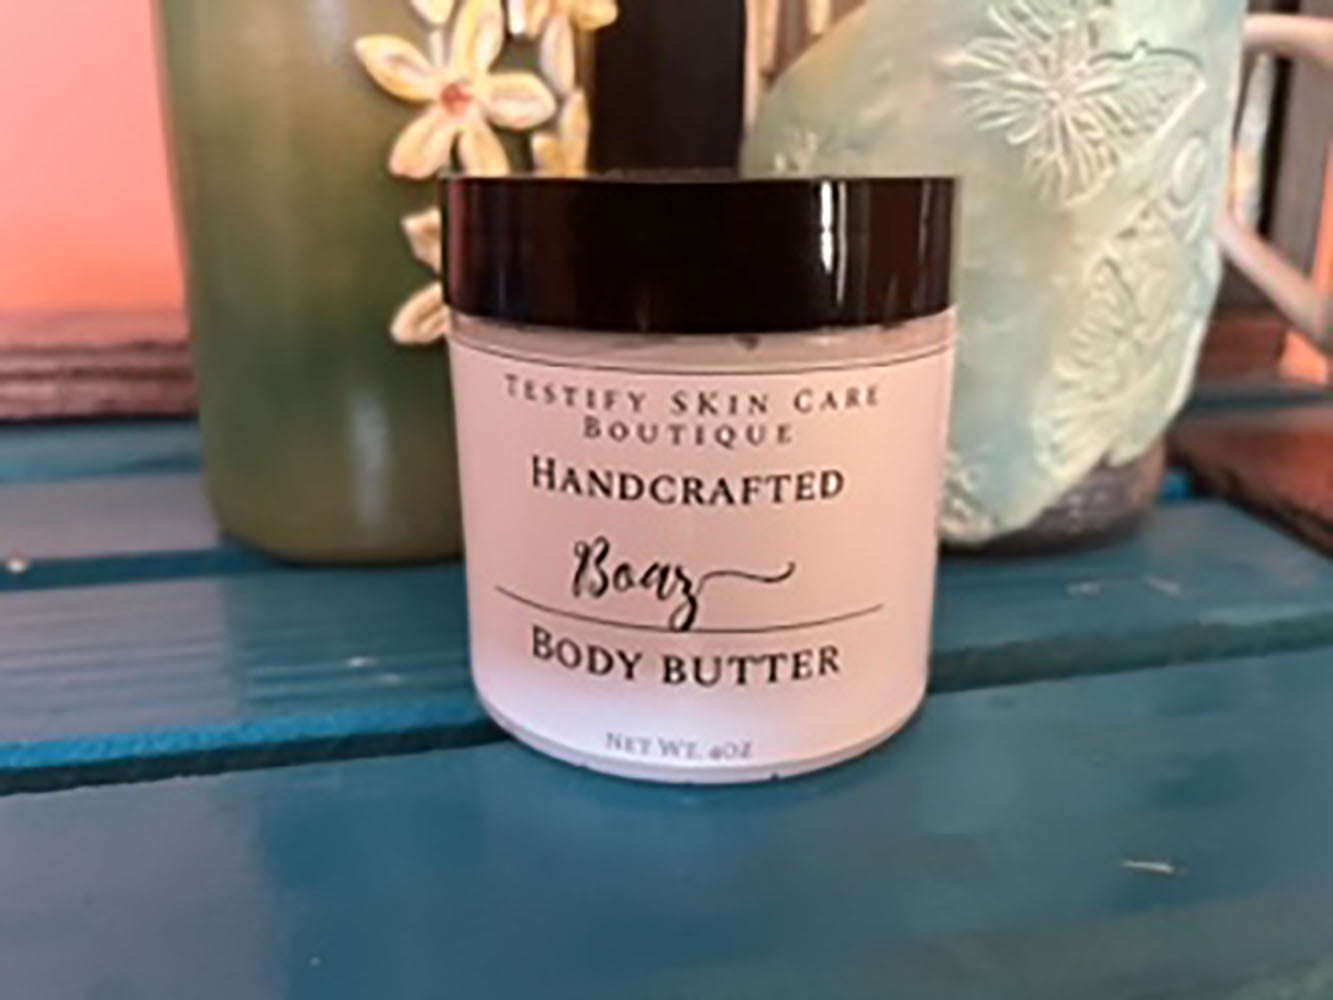 Testify Skin Care
Boutique
Handcrafted
Boaz
Body Butter
Net Wt. 4oz